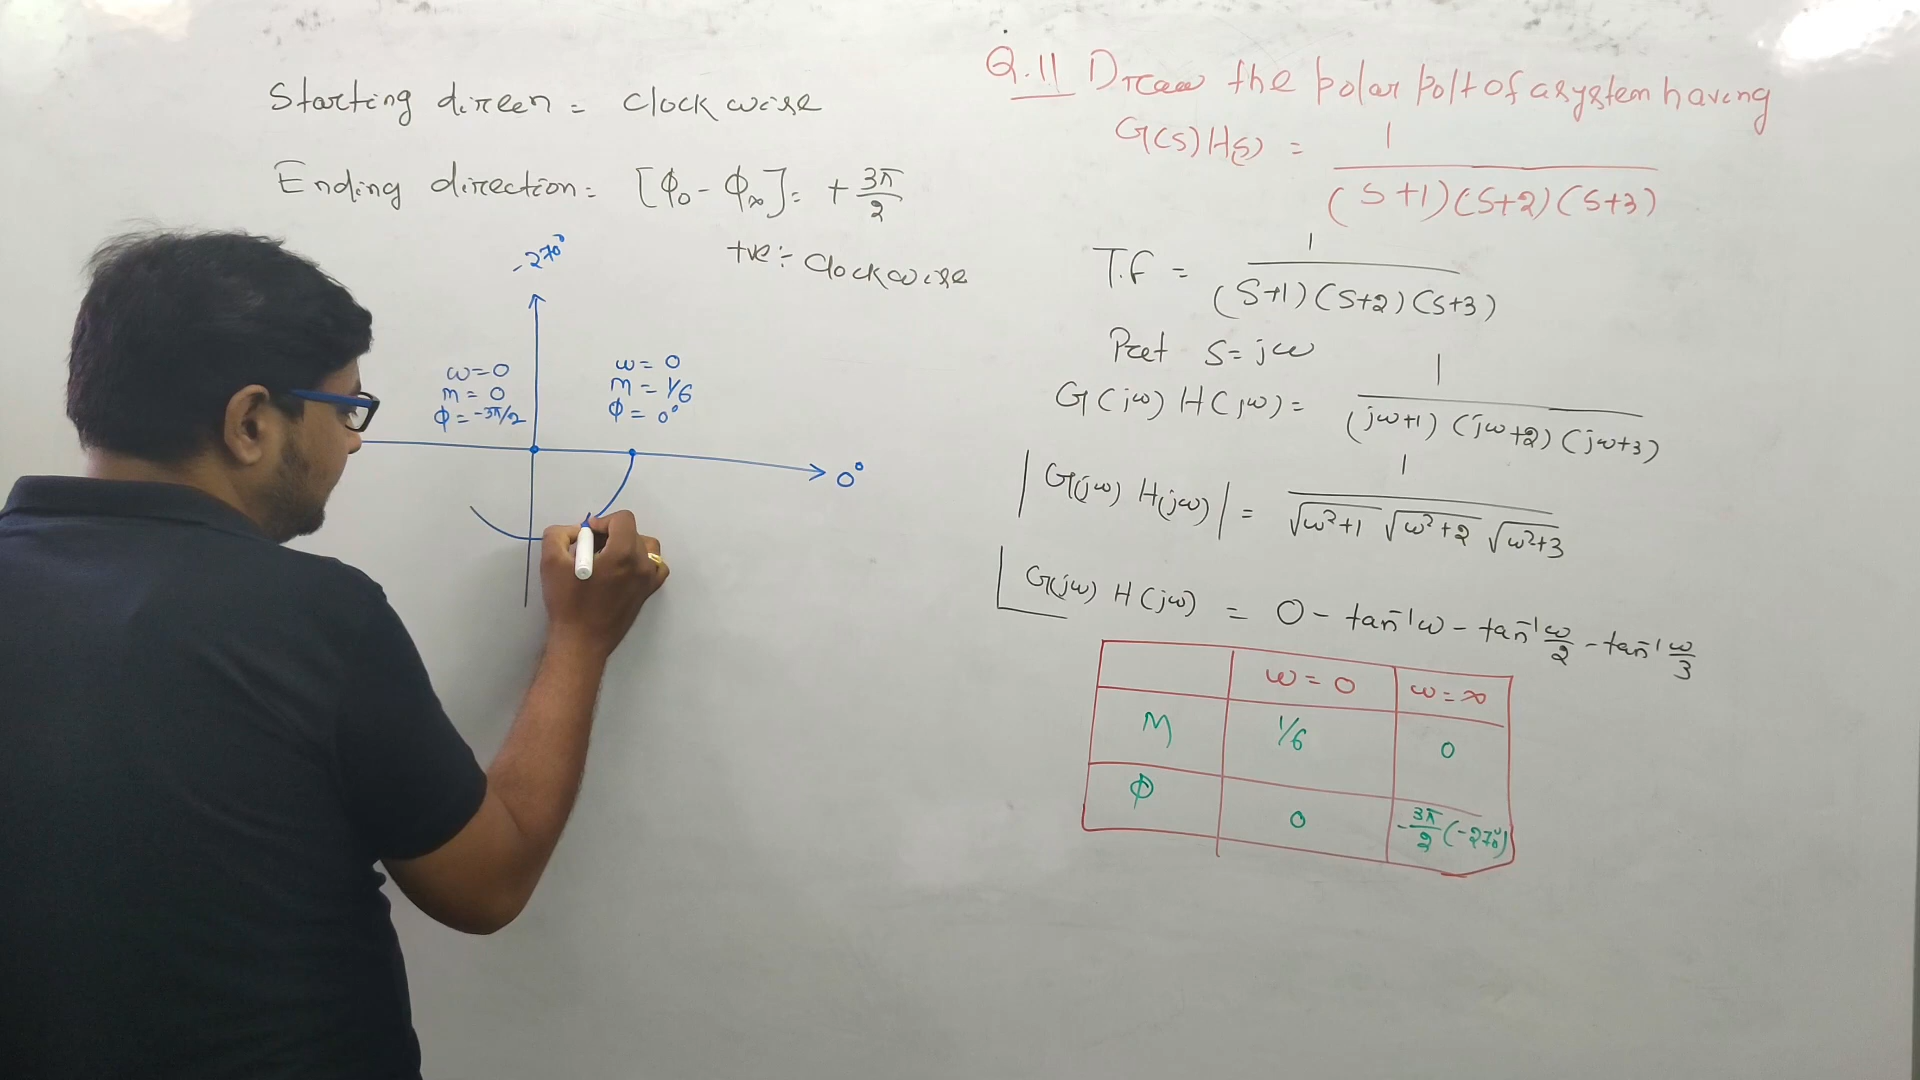 Starting direen = clockwise
Ending direction = [ϕ₀ - ϕ∞] = + 3π/2
+ve :- clockwise
-270°
ω=0
m = 0
ϕ = -3π/2
ω = 0
m = 1/6
ϕ = 0°
0°
Q.11 Draw the polar polt of a system having
G(s)H(s) = 1/((s+1)(s+2)(s+3))
T.F = 1/((s+1)(s+2)(s+3))
Put s=jω
G(jω) H(jω) = 1/((jω+1)(jω+2)(jω+3))
|G(jω) H(jω)| = 1/(√ω²+1 √ω²+2 √ω²+3)
∠G(jω) H(jω) = 0 - tan⁻¹ω - tan⁻¹ω/2 - tan⁻¹ω/3
ω = 0 ω = ∞
M 1/6 0
ϕ 0 -3π/2 (-270°)